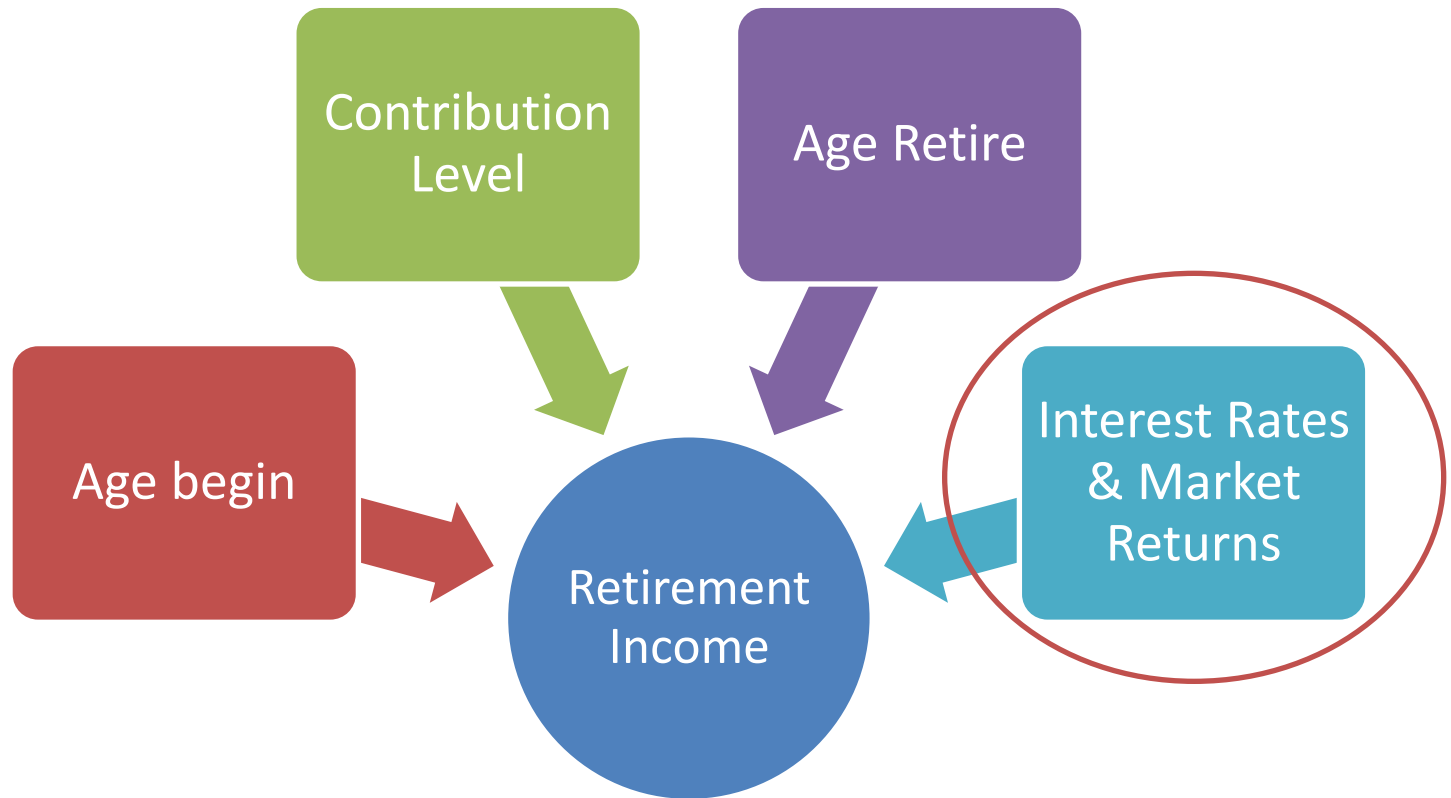 Contribution
Level
Age Retire
Age begin
Interest Rates
& Market
Returns
Retirement
Income